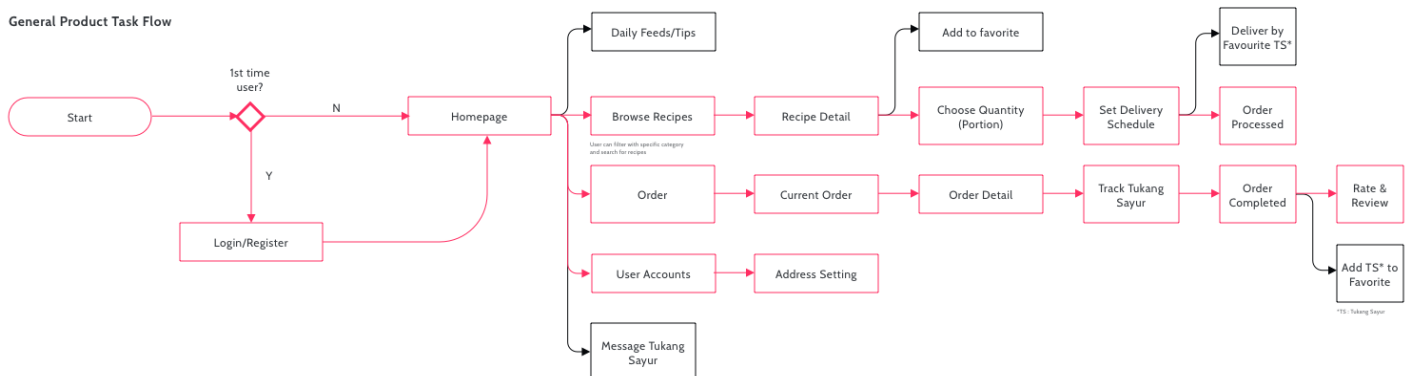 General Product Task Flow
1st time
user?
Start
N
Y
Login/Register
Homepage
Daily Feeds/Tips
Browse Recipes
User can filter with specific category
and search for recipes
Recipe Detail
Add to favorite
Choose Quantity
(Portion)
Set Delivery
Schedule
Deliver by
Favourite TS*
Order
Processed
Order
Current Order
Order Detail
Track Tukang
Sayur
Order
Completed
Rate &
Review
Add TS* to
Favorite
*TS : Tukang Sayur
User Accounts
Address Setting
Message Tukang
Sayur